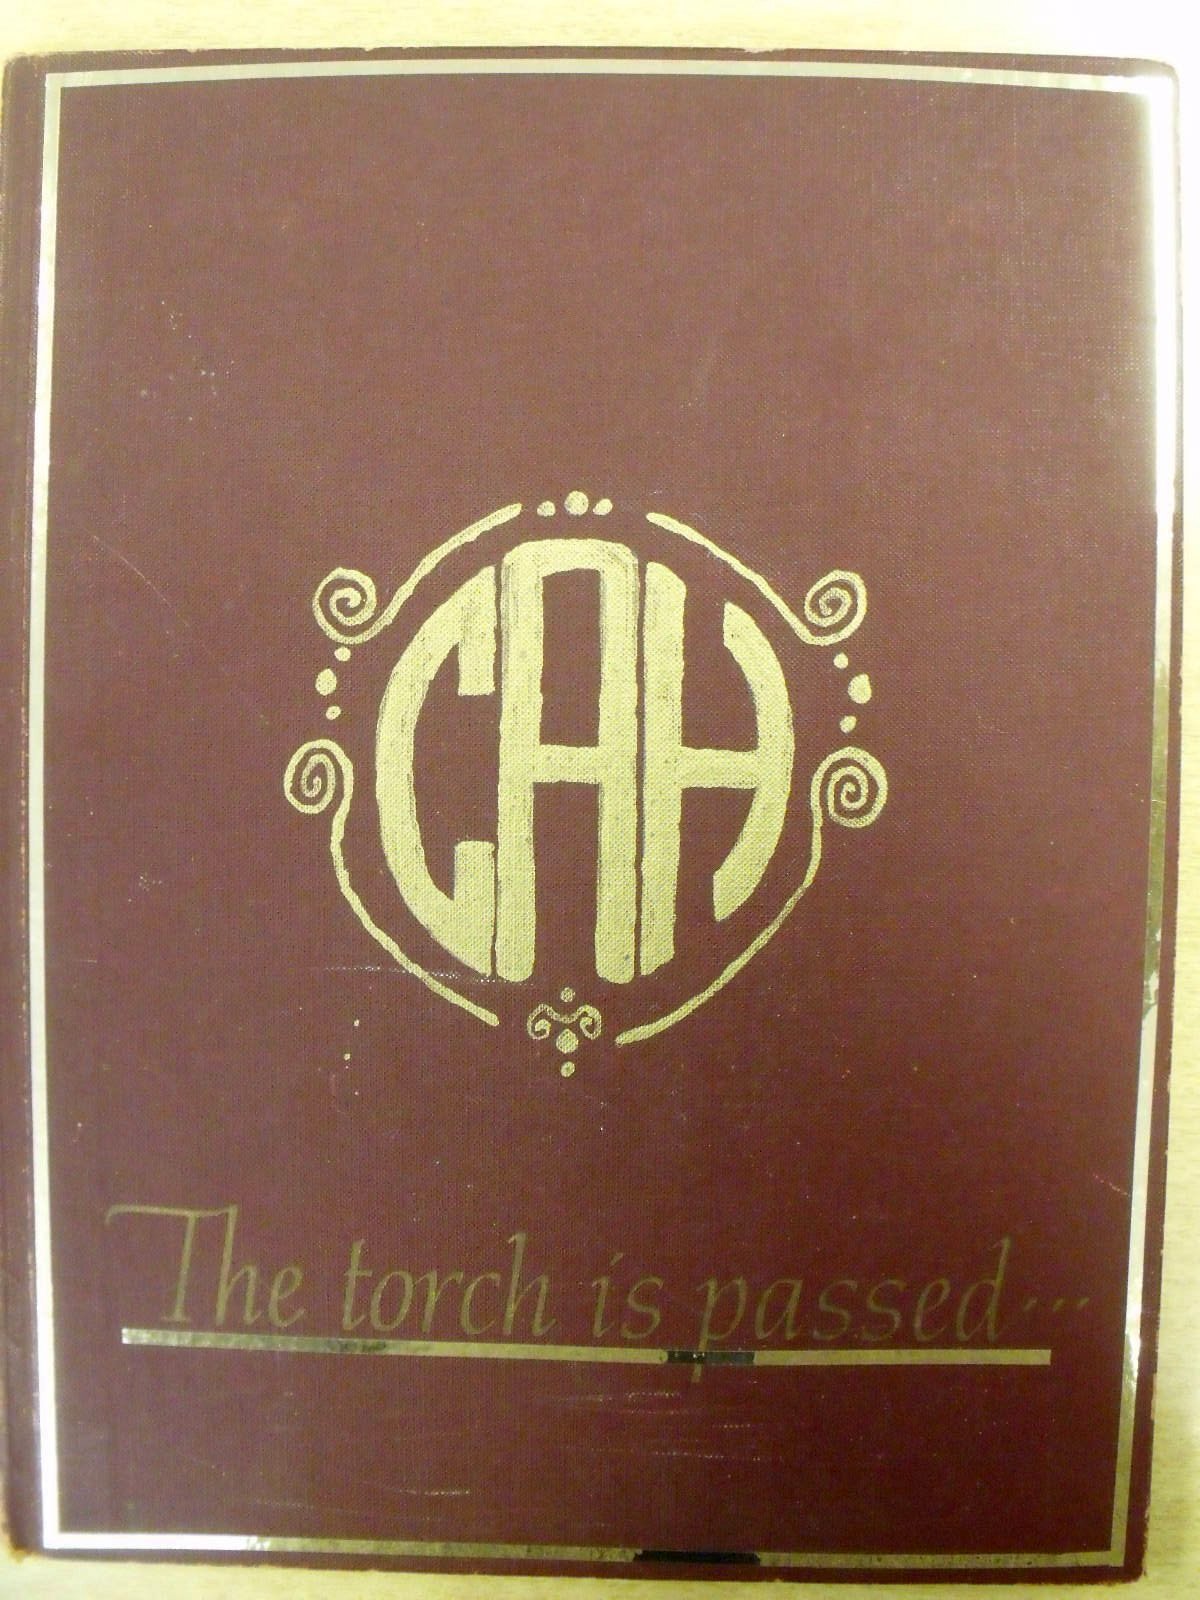 CAH
The torch is passed...